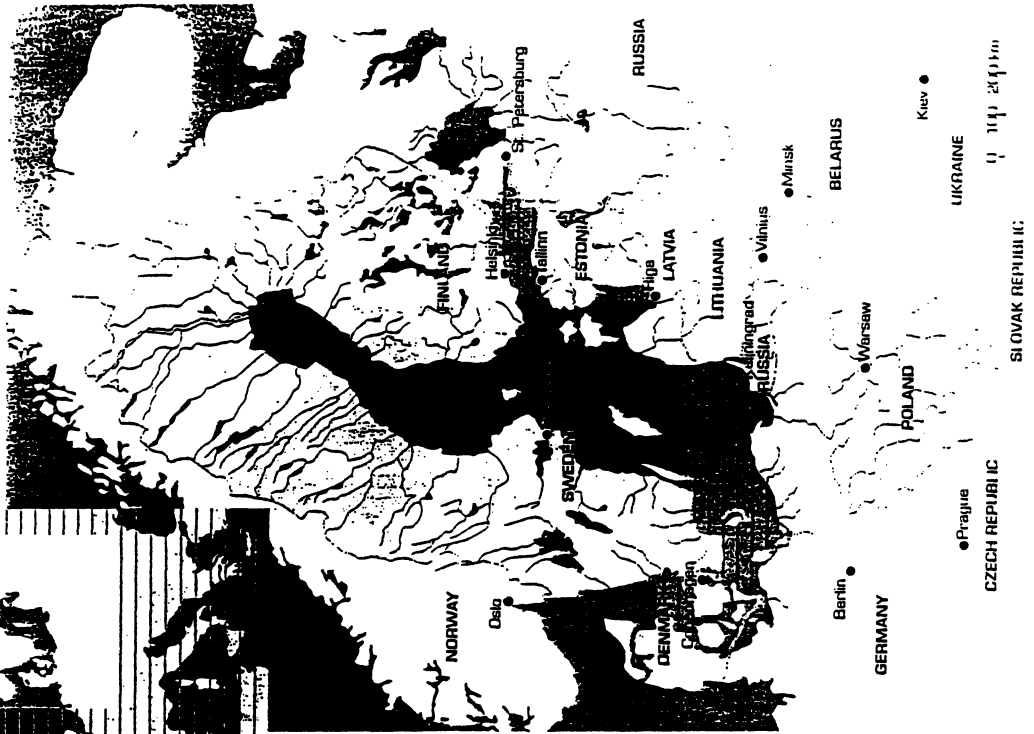 RUSSIA
St. Petersburg
Helsinki
FINLAND
Tallinn
ESTONIA
Riga
LATVIA
LITHUANIA
Vilnius
Minsk
BELARUS
Kiev
UKRAINE
RUSSIA
Warsaw
POLAND
SWEDEN
NORWAY
Oslo
DENMARK
Copenhagen
Berlin
GERMANY
Prague
CZECH REPUBLIC
SLOVAK REPUBLIC